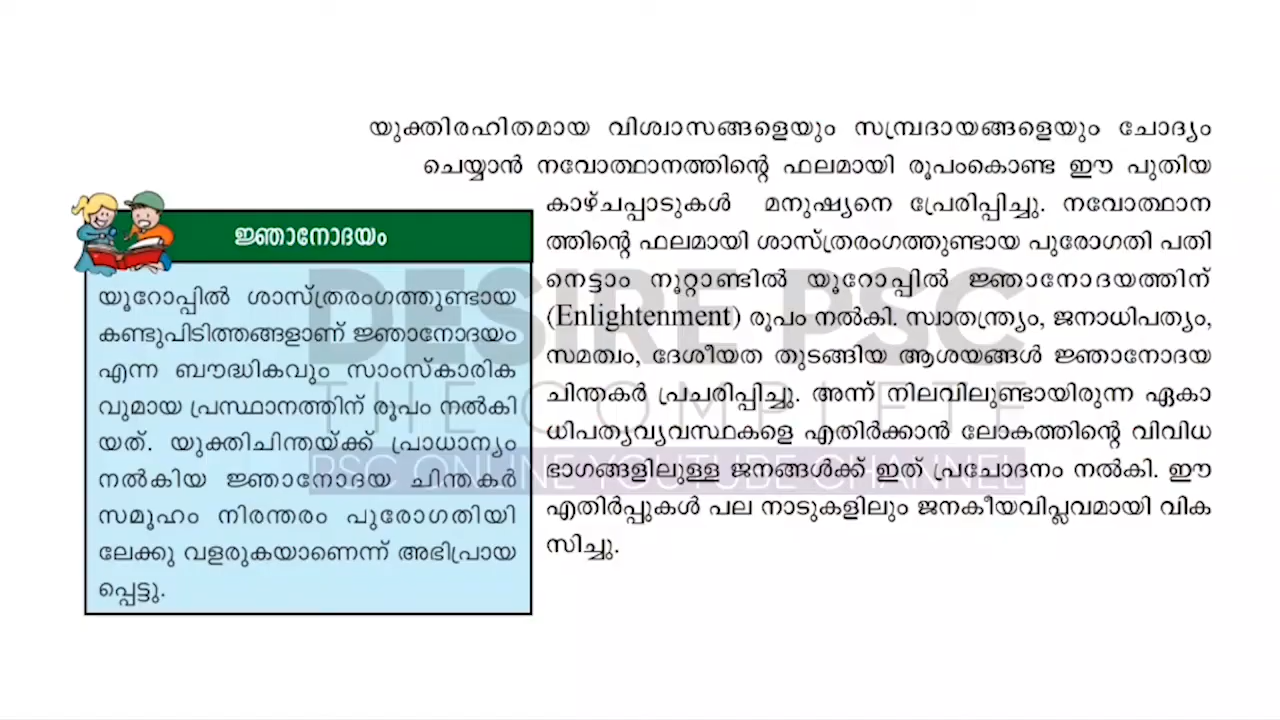 യുക്തിരഹിതമായ വിശ്വാസങ്ങളെയും സമ്പ്രദായങ്ങളെയും ചോദ്യം
ചെയ്യാൻ നവോത്ഥാനത്തിന്റെ ഫലമായി രൂപംകൊണ്ട ഈ പുതിയ
കാഴ്ചപ്പാടുകൾ മനുഷ്യനെ പ്രേരിപ്പിച്ചു. നവോത്ഥാന
ത്തിന്റെ ഫലമായി ശാസ്ത്രരംഗത്തുണ്ടായ പുരോഗതി പതി
നെട്ടാം നൂറ്റാണ്ടിൽ യൂറോപ്പിൽ ജ്ഞാനോദയത്തിന്
(Enlightenment) രൂപം നൽകി. സ്വാതന്ത്ര്യം, ജനാധിപത്യം,
സമത്വം, ദേശീയത തുടങ്ങിയ ആശയങ്ങൾ ജ്ഞാനോദയ
ചിന്തകർ പ്രചരിപ്പിച്ചു. അന്ന് നിലവിലുണ്ടായിരുന്ന ഏകാ
ധിപത്യവ്യവസ്ഥകളെ എതിർക്കാൻ ലോകത്തിന്റെ വിവിധ
ഭാഗങ്ങളിലുള്ള ജനങ്ങൾക്ക് ഇത് പ്രചോദനം നൽകി. ഈ
എതിർപ്പുകൾ പല നാടുകളിലും ജനകീയവിപ്ലവമായി വിക
സിച്ചു.
ജ്ഞാനോദയം
യൂറോപ്പിൽ ശാസ്ത്രരംഗത്തുണ്ടായ
കണ്ടുപിടിത്തങ്ങളാണ് ജ്ഞാനോദയം
എന്ന ബൗദ്ധികവും സാംസ്കാരിക
വുമായ പ്രസ്ഥാനത്തിന് രൂപം നൽകി
യത്. യുക്തിചിന്തയ്ക്ക് പ്രാധാന്യം
നൽകിയ ജ്ഞാനോദയ ചിന്തകർ
സമൂഹം നിരന്തരം പുരോഗതിയി
ലേക്കു വളരുകയാണെന്ന് അഭിപ്രായ
പ്പെട്ടു.
DESIRE PSC
THE COMPLETE
PSC ONLINE YOUTUBE CHANNEL